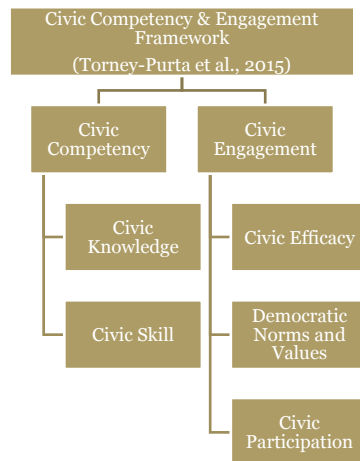 Civic Competency & Engagement
Framework
(Torney-Purta et al., 2015)
Civic
Competency
Civic
Knowledge
Civic Skill
Civic
Engagement
Civic Efficacy
Democratic
Norms and
Values
Civic
Participation